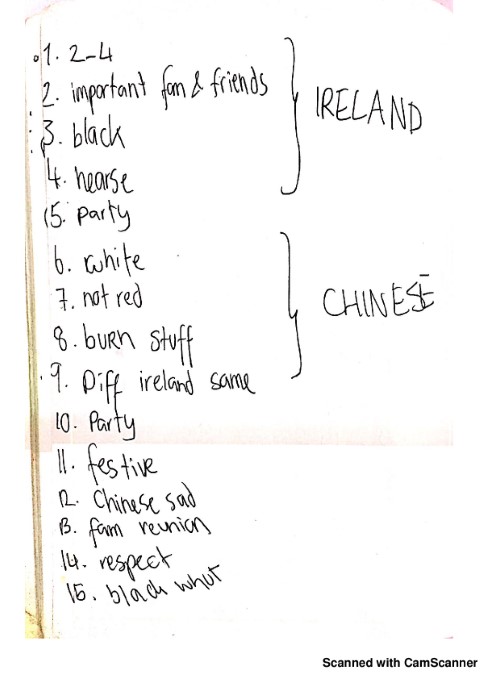 1. 2-4
2. important fam & friends
3. black
4. hearse
IRELAND
5. party
6. white
7. not red
8. burn stuff
9. Diff ireland same
CHINESE
10. Party
11. festive
12. Chinese sad
13. fam reunion
14. respect
15. black whut
Scanned with CamScanner